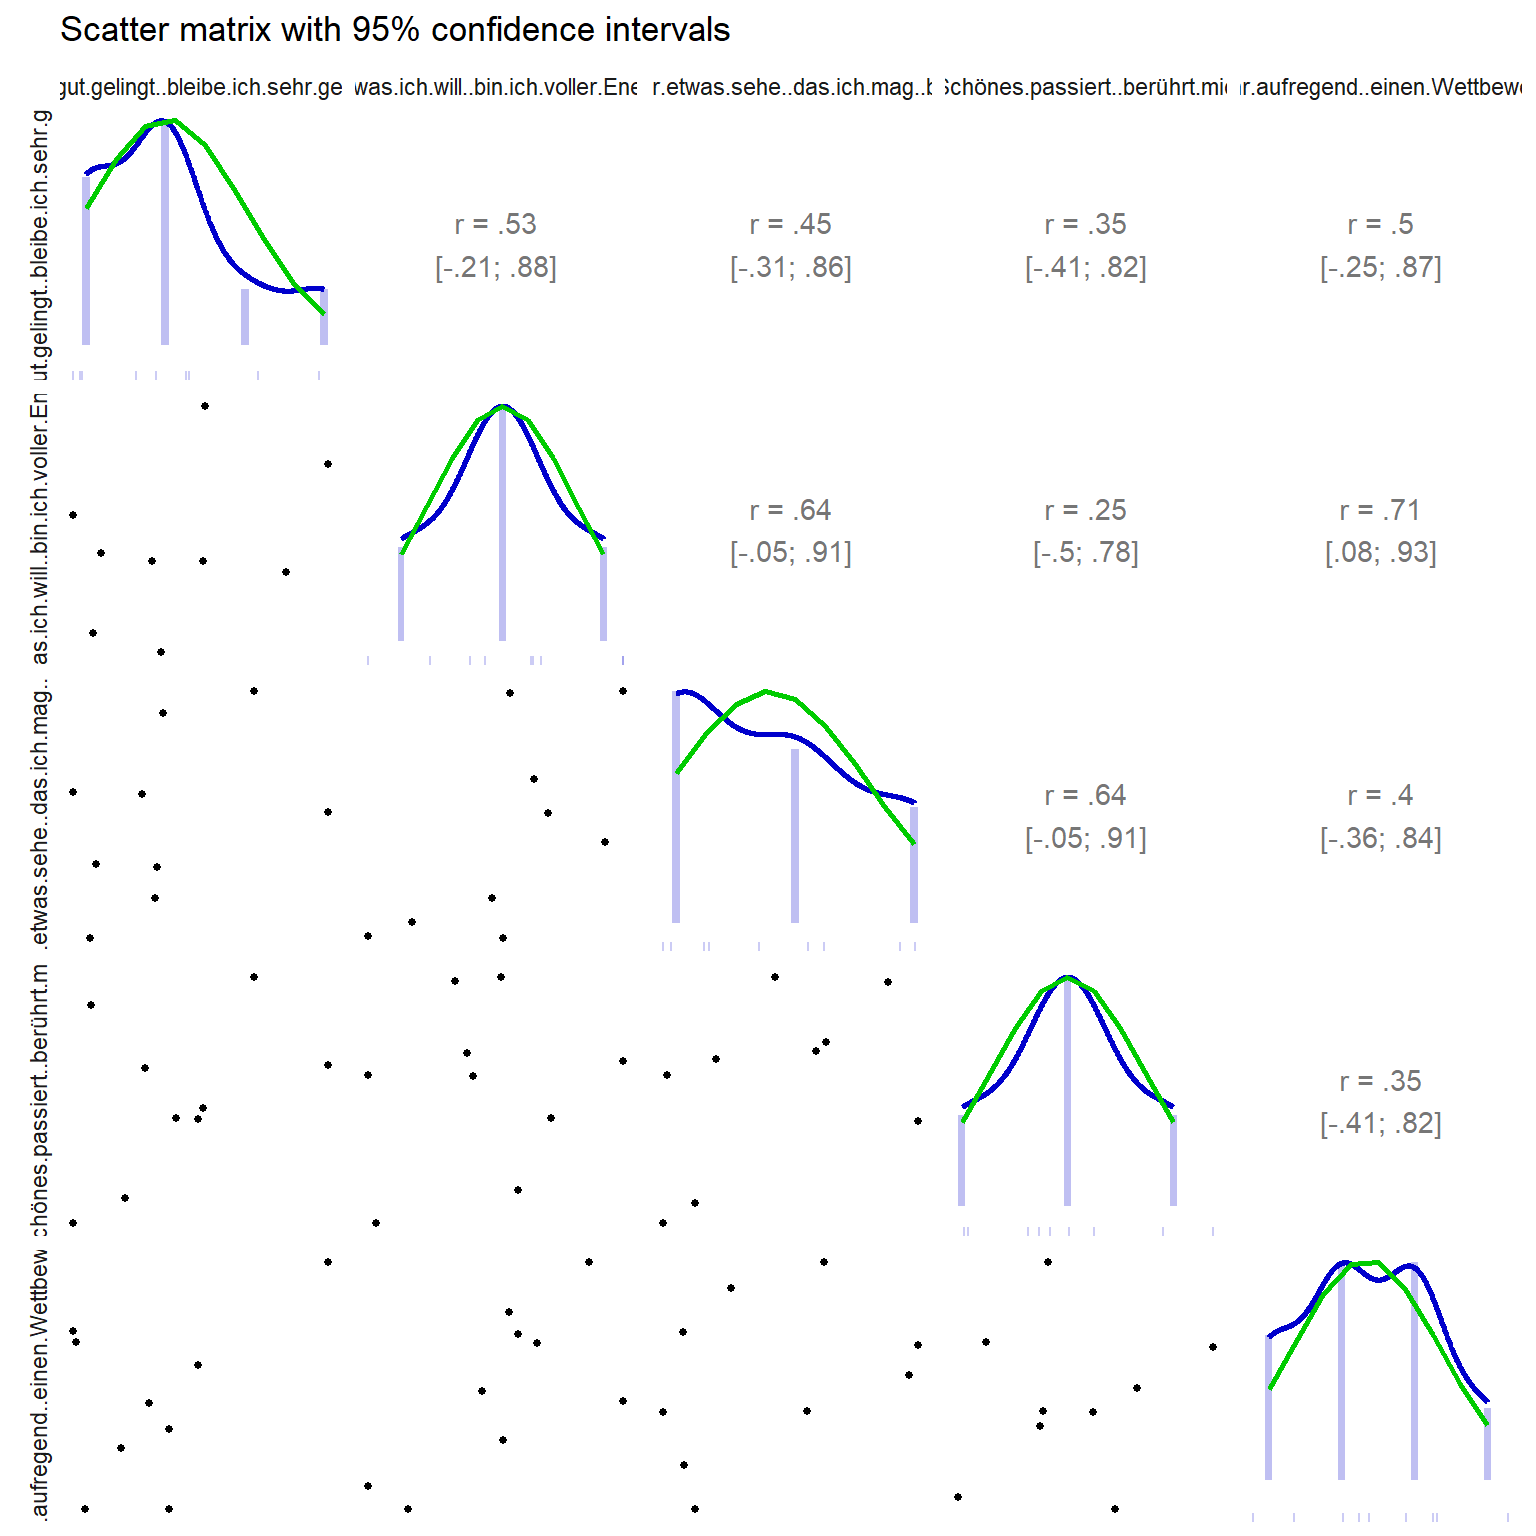 Scatter matrix with 95% confidence intervals
gut.gelingt..bleibe.ich.sehr.ge
was.ich.will..bin.ich.voller.Ene
r.etwas.sehe..das.ich.mag..b
Schönes.passiert..berührt.mic
r.aufregend..einen.Wettbewe
ut.gelingt.bleibe.ich.sehr.g
r = .53
[-.21; .88]
r = .45
[-.31; .86]
r = .35
[-.41; .82]
r = .5
[-.25; .87]
as.ich.will..bin.ich.voller.En
r = .64
[-.05; .91]
r = .25
[-.5; .78]
r = .71
[.08; .93]
.etwas.sehe..das.ich.mag..
r = .64
[-.05; .91]
r = .4
[-.36; .84]
chönes.passiert..berührt.m
r = .35
[-.41; .82]
.aufregend..einen.Wettbew